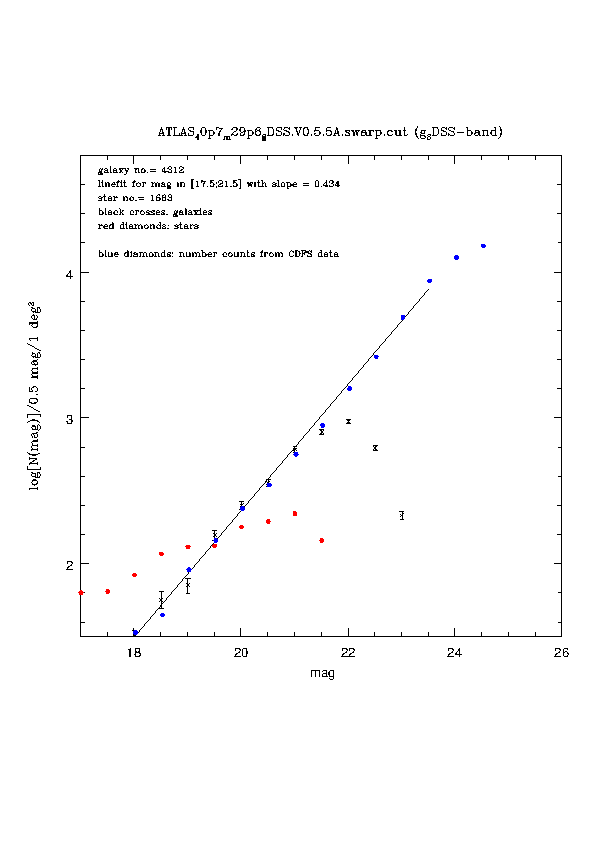 ATLAS₄0p7ₘ29p6gDSS.V0.5.5A.swarp.cut (gₛDSS-band)
galaxy no.= 4312
linefit for mag in [17.5;21.5] with slope = 0.434
star no.= 1683
black crosses: galaxies
red diamonds: stars
blue diamonds: number counts from CDFS data
log[N(mag)]/0.5 mag/1 deg²
4
3
2
18 20 22 24 26
mag